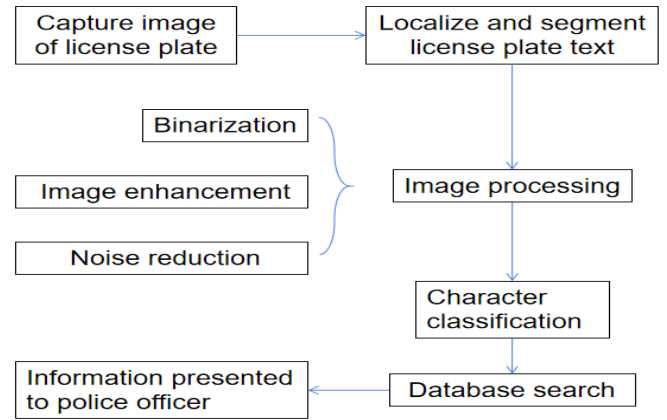 Capture image
of license plate
Localize and segment
license plate text
Binarization
Image enhancement
Noise reduction
Image processing
Character
classification
Database search
Information presented
to police officer